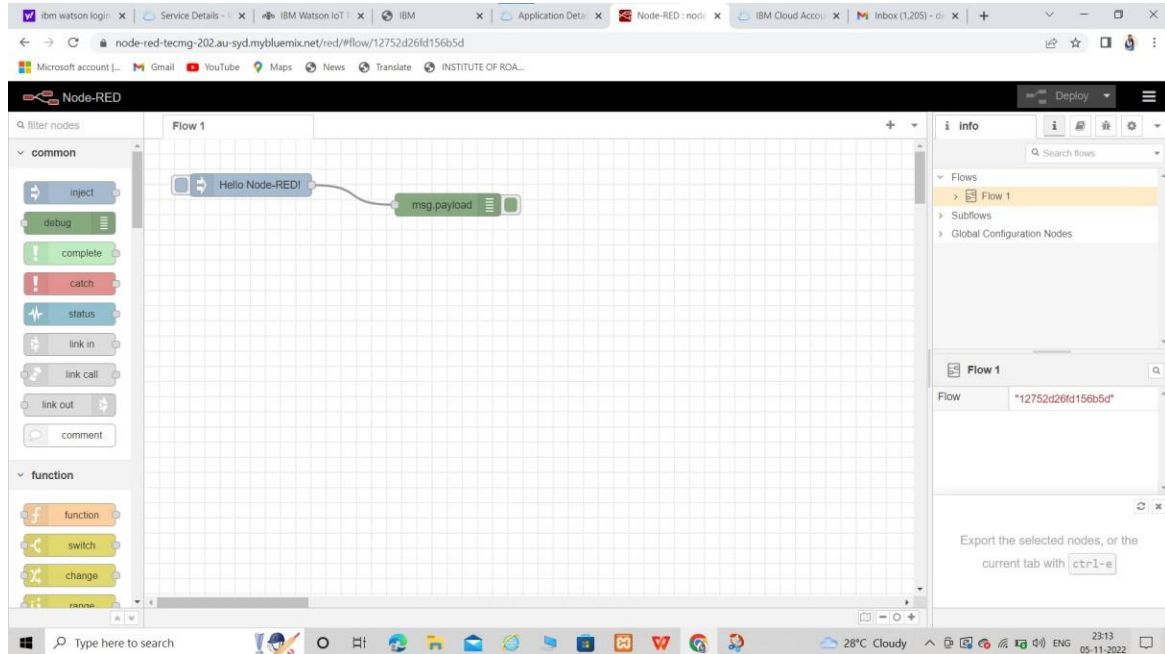 ibm watson login
Service Details -
IBM Watson IoT
IBM
Application Deta
Node-RED : node
IBM Cloud Accou
Inbox (1,205) - d
node-red-tecmg-202.au-syd.mybluemix.net/red/#flow/12752d26fd156b5d
Microsoft account |...
Gmail
YouTube
Maps
News
Translate
INSTITUTE OF ROA...
Node-RED
Deploy
filter nodes
Flow 1
info
Search flows
common
inject
debug
complete
catch
status
link in
link call
link out
comment
function
function
switch
change
range
Hello Node-RED!
msg.payload
Flows
Flow 1
Subflows
Global Configuration Nodes
Flow 1
Flow "12752d26fd156b5d"
Export the selected nodes, or the
current tab with ctrl-e
Type here to search
28°C Cloudy
ENG
23:13
05-11-2022